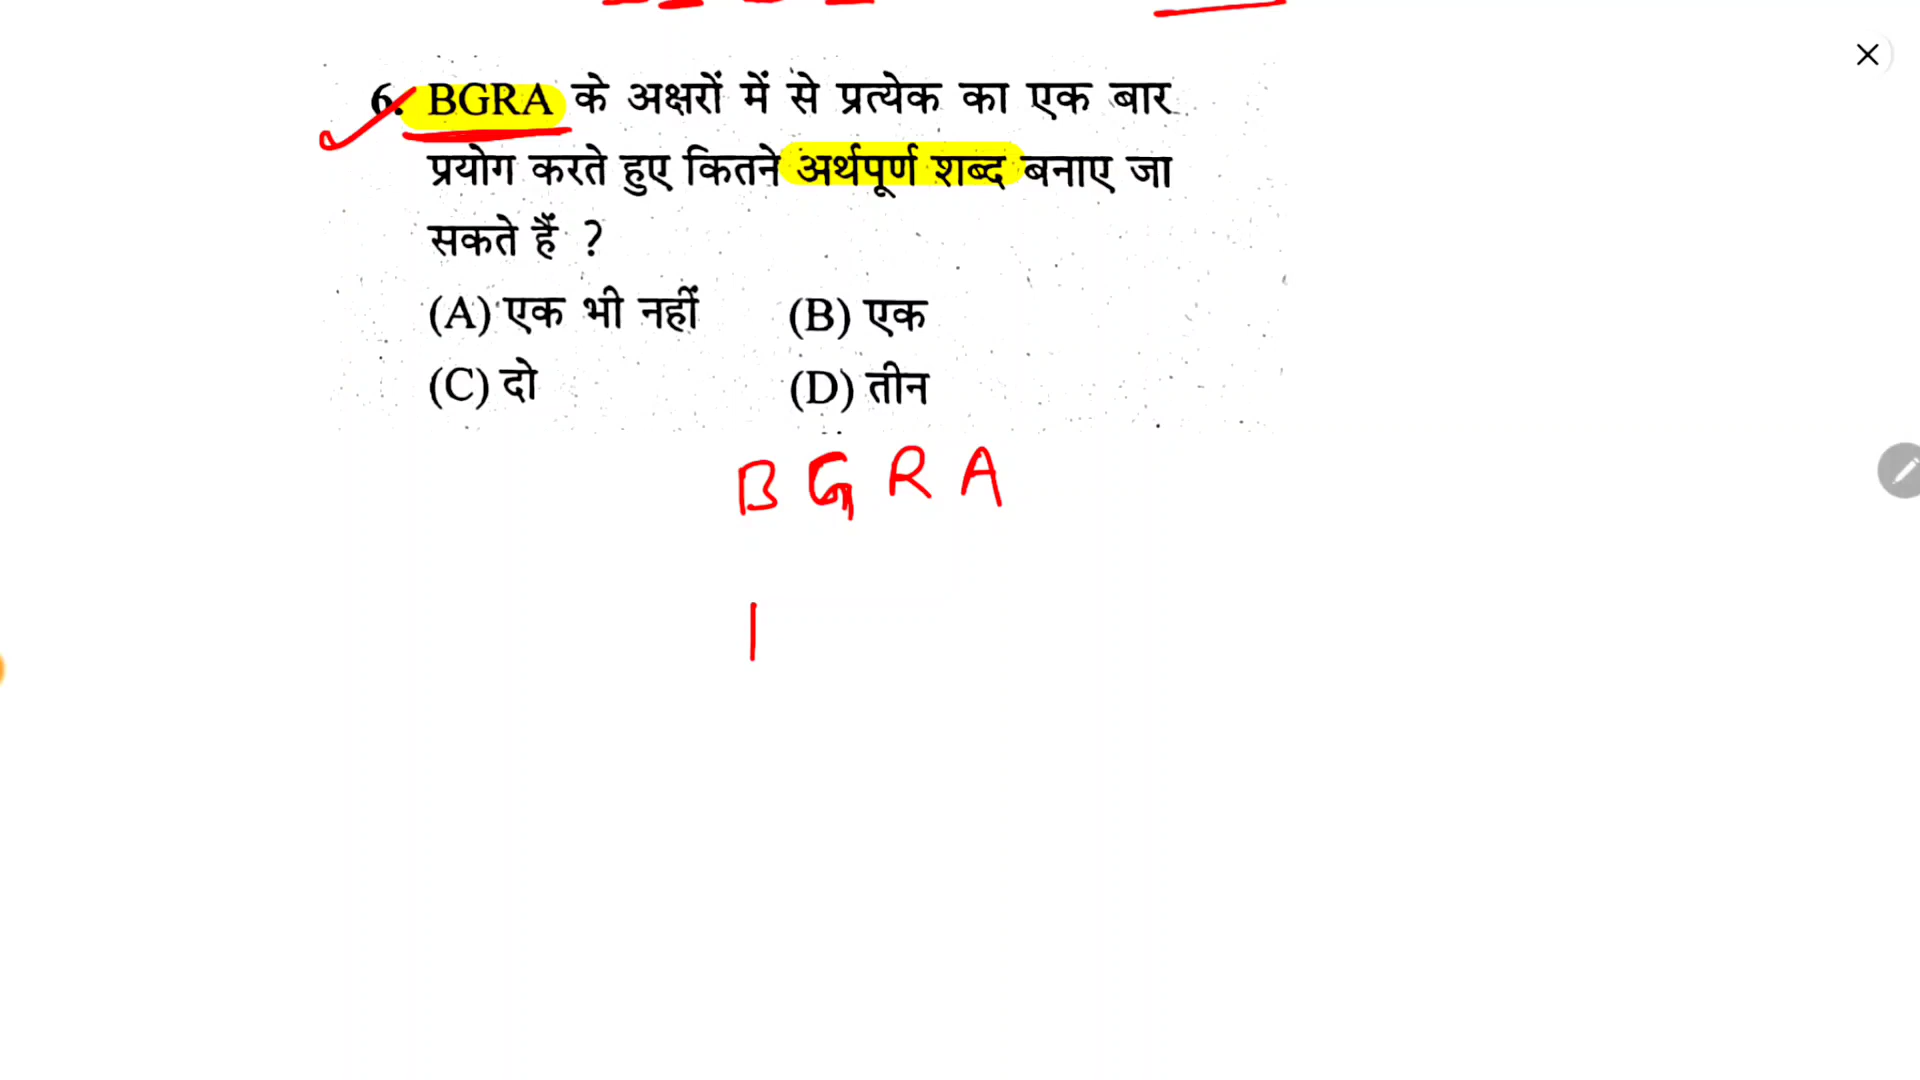 6. BGRA के अक्षरों में से प्रत्येक का एक बार
प्रयोग करते हुए कितने अर्थपूर्ण शब्द बनाए जा
सकते हैं ?
(A) एक भी नहीं (B) एक
(C) दो (D) तीन
B G R A